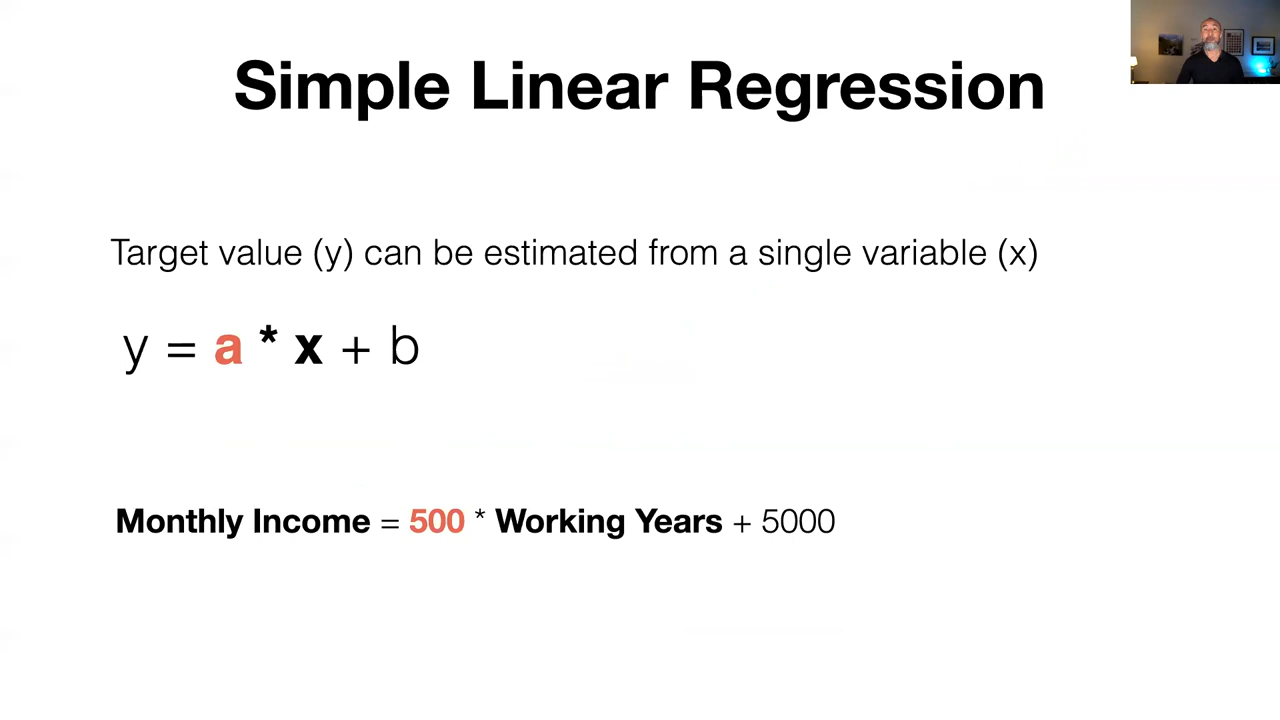 Simple Linear Regression
Target value (y) can be estimated from a single variable (x)
y = a * x + b
Monthly Income = 500 * Working Years + 5000